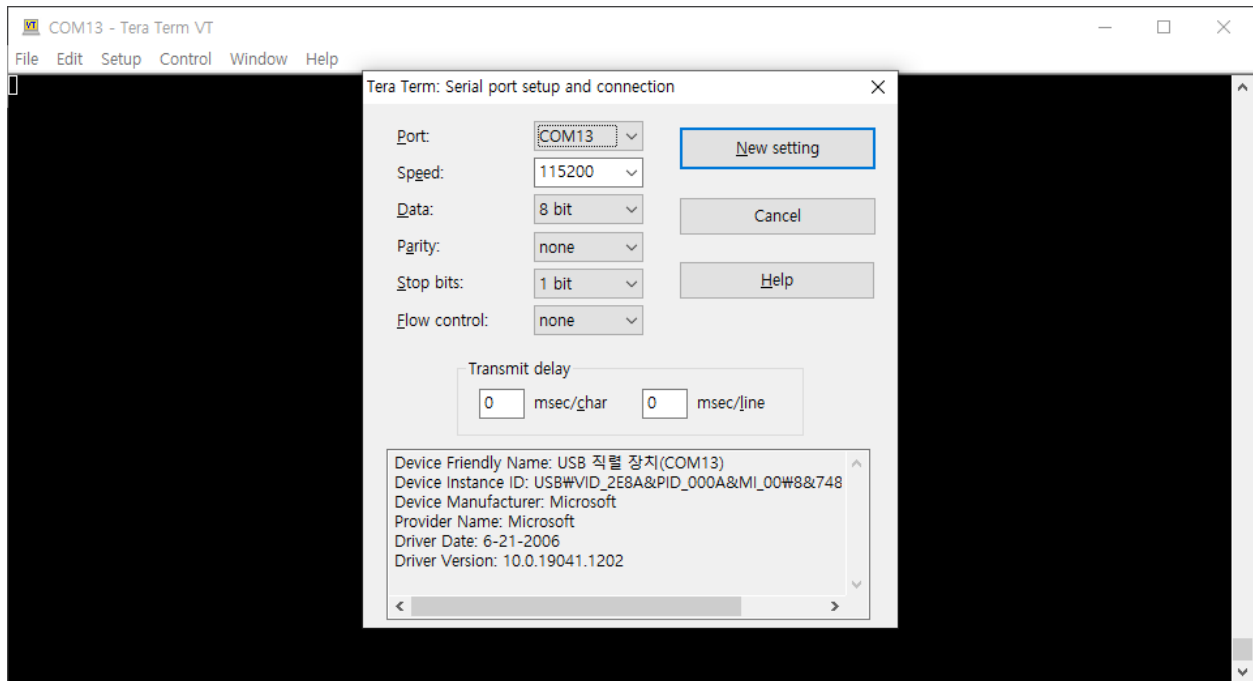 VT COM13 - Tera Term VT
File Edit Setup Control Window Help
Tera Term: Serial port setup and connection
Port: COM13 New setting
Speed: 115200
Data: 8 bit Cancel
Parity: none
Stop bits: 1 bit Help
Flow control: none
Transmit delay
0 msec/char 0 msec/line
Device Friendly Name: USB 직렬 장치(COM13)
Device Instance ID: USB₩VID_2E8A&PID_000A&MI_00₩8&748
Device Manufacturer: Microsoft
Provider Name: Microsoft
Driver Date: 6-21-2006
Driver Version: 10.0.19041.1202